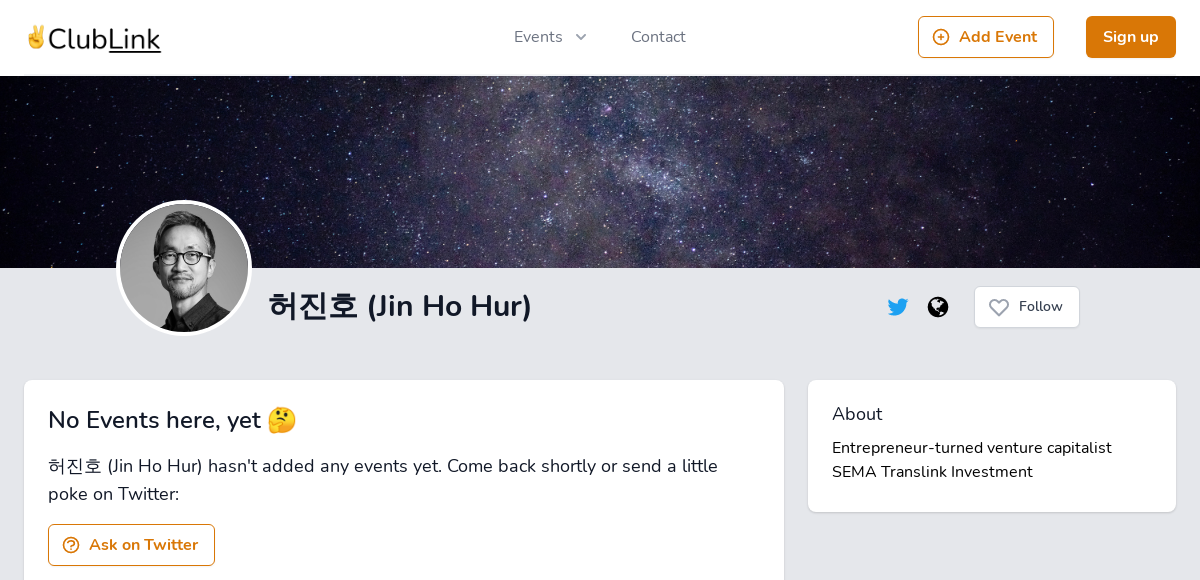 ✌ClubLink
Events
Contact
Add Event
Sign up
허진호 (Jin Ho Hur)
Follow
No Events here, yet 🤔
허진호 (Jin Ho Hur) hasn't added any events yet. Come back shortly or send a little
poke on Twitter:
Ask on Twitter
About
Entrepreneur-turned venture capitalist
SEMA Translink Investment